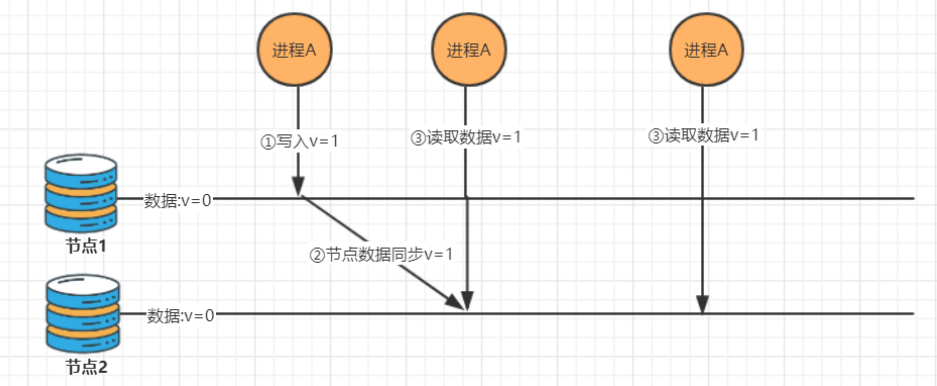 进程A
进程A
进程A
①写入v=1
③读取数据v=1
③读取数据v=1
数据:v=0
节点1
②节点数据同步v=1
数据:v=0
节点2